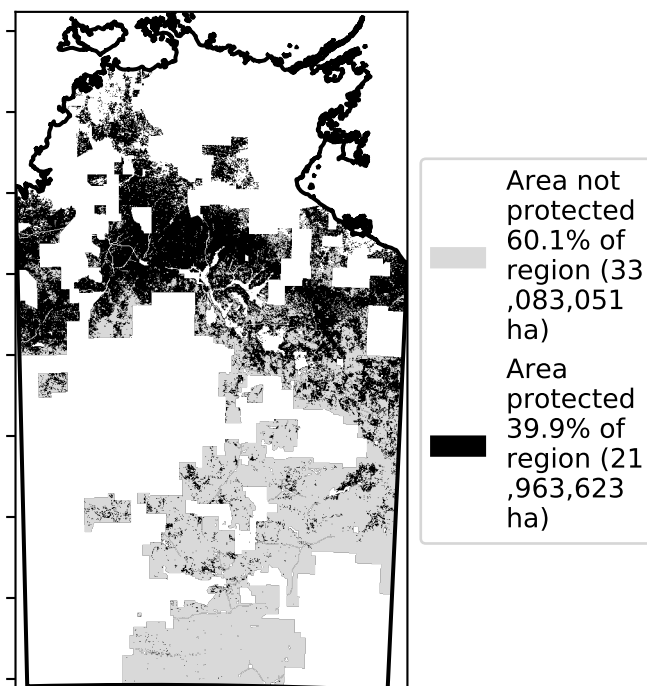 Area not
protected
60.1% of
region (33
,083,051
ha)
Area
protected
39.9% of
region (21
,963,623
ha)